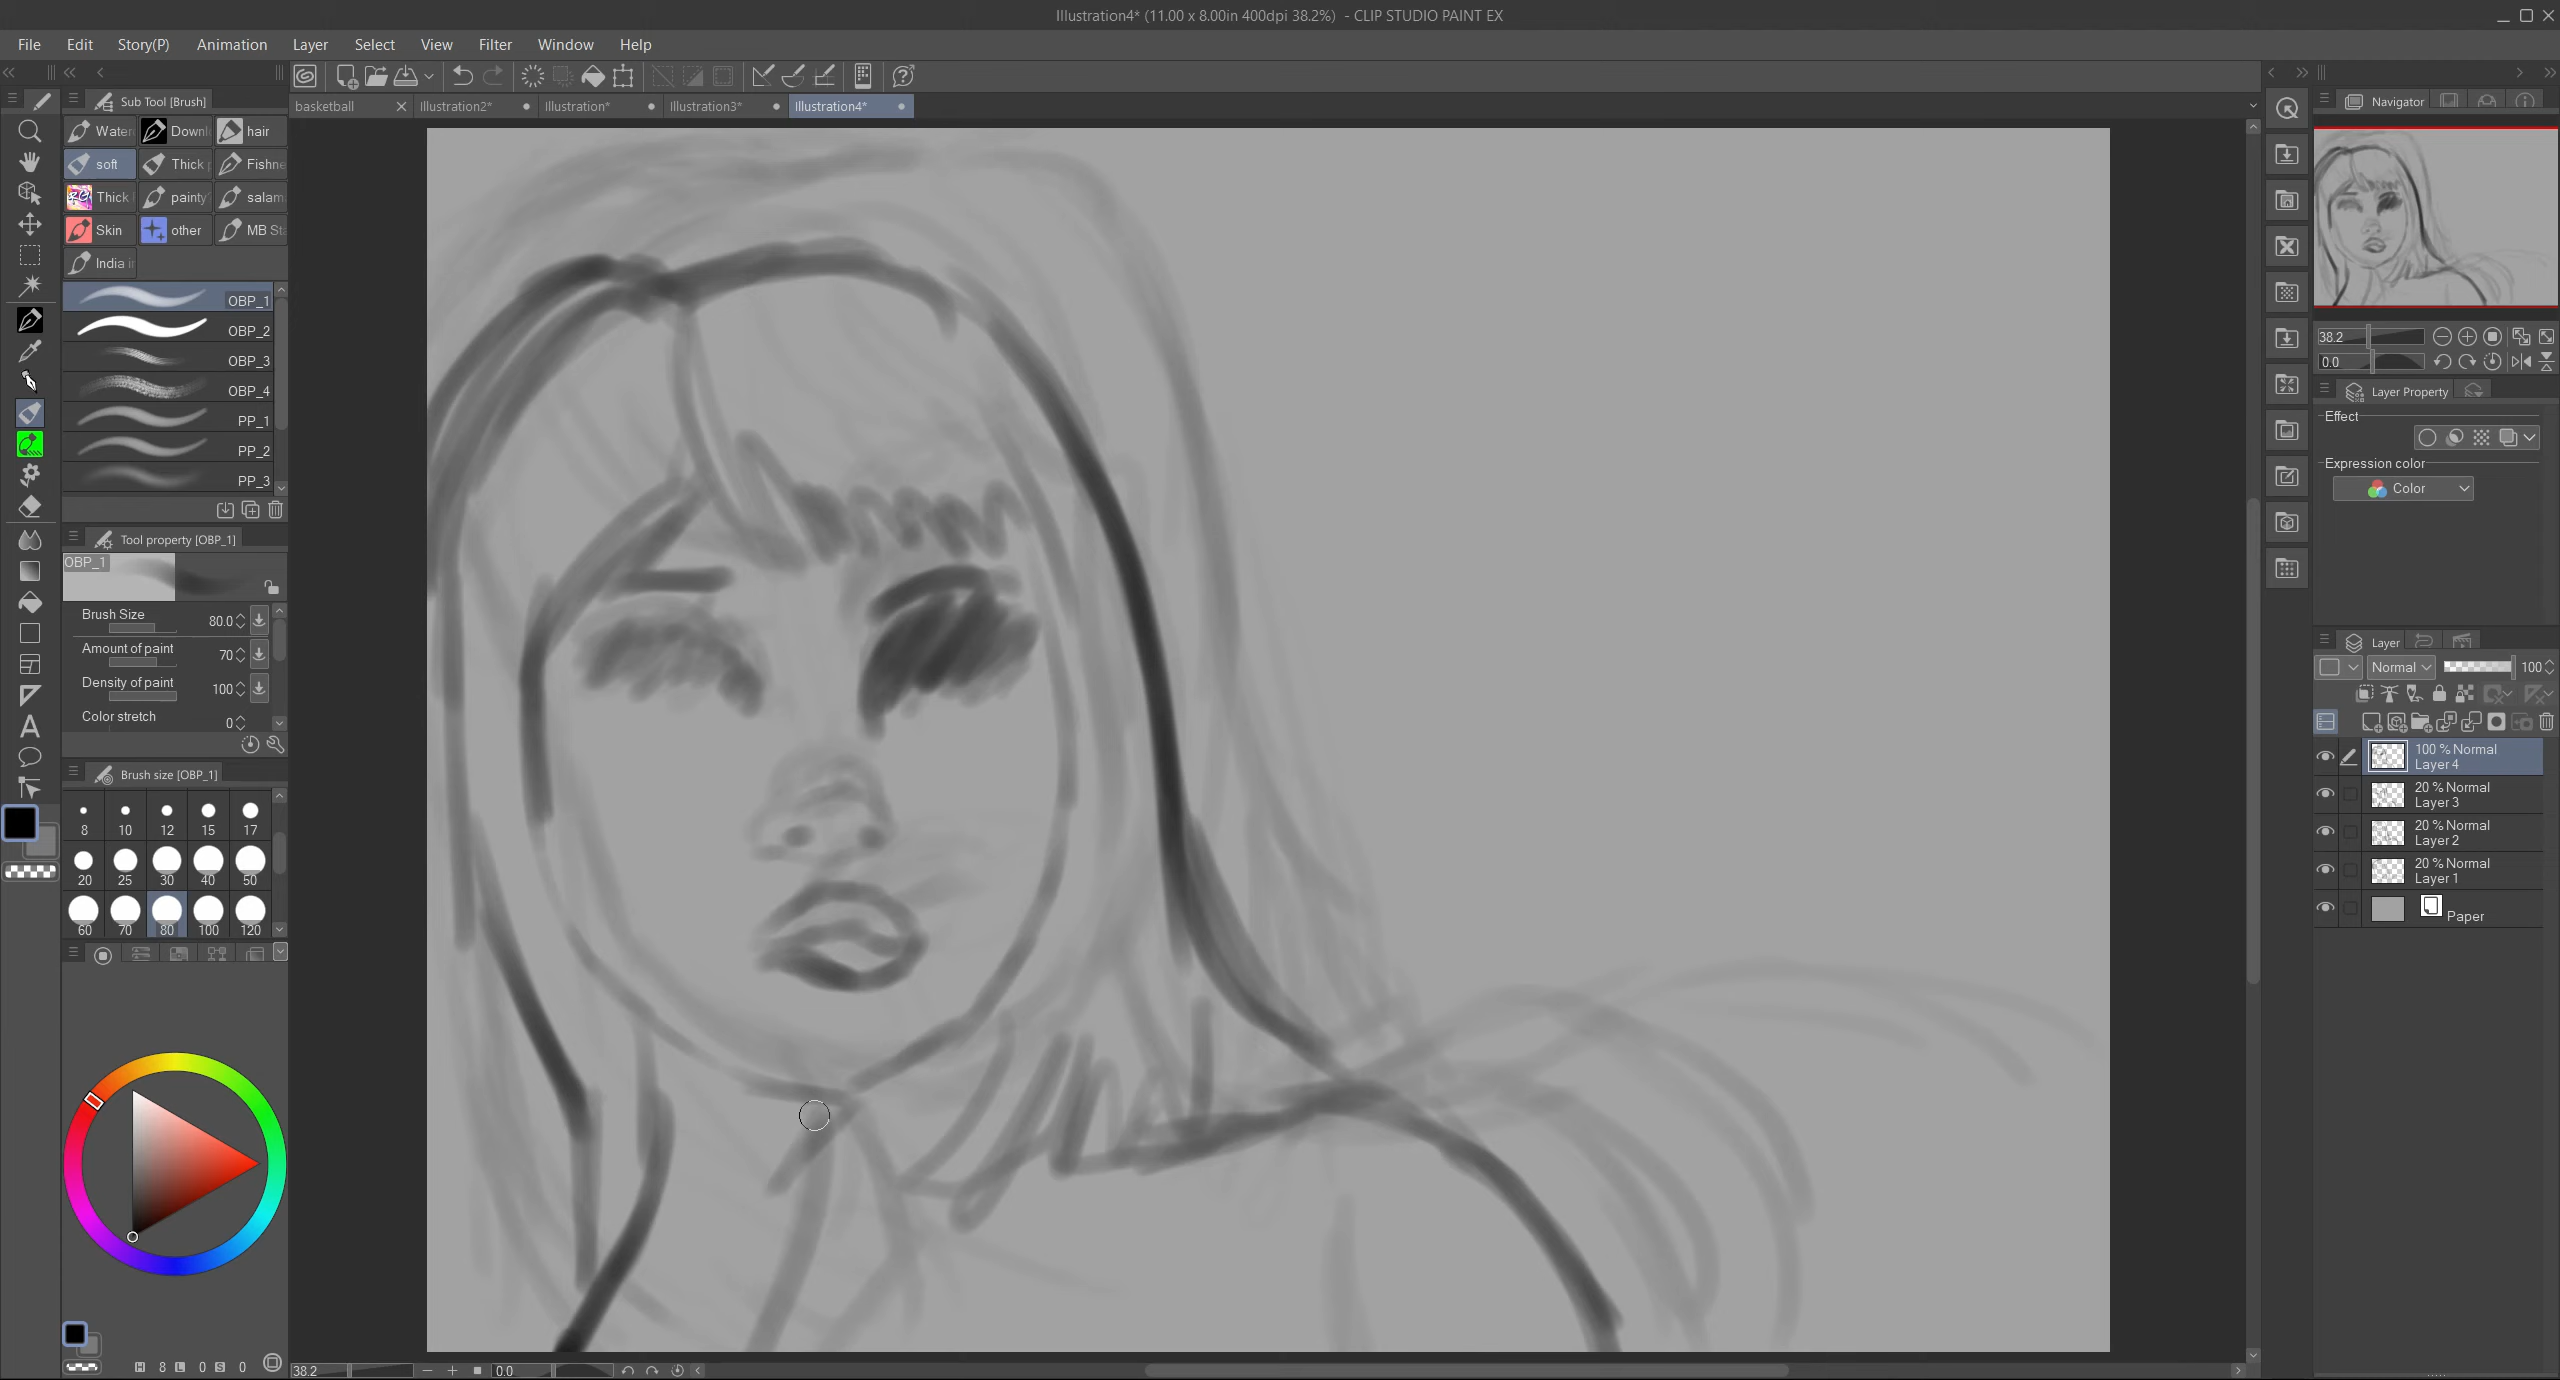 Illustration4* (11.00 x 8.00in 400dpi 38.2%) - CLIP STUDIO PAINT EX
File Edit Story(P) Animation Layer Select View Filter Window Help
Sub Tool [Brush]
basketball Illustration2* Illustration* Illustration3* Illustration4*
Navigator
Water Downl hair
soft Thick Fishne
Thick painty salam
Skin other MB St
India in
OBP_1
OBP_2
OBP_3
OBP_4
PP_1
PP_2
PP_3
38.2
0.0
Layer Property
Effect
Expression color
Color
Tool property [OBP_1]
OBP_1
Brush Size 80.0
Amount of paint 70
Density of paint 100
Color stretch 0
Layer
Normal 100
Brush size [OBP_1]
8 10 12 15 17
20 25 30 40 50
60 70 80 100 120
100 % Normal
Layer 4
20 % Normal
Layer 3
20 % Normal
Layer 2
20 % Normal
Layer 1
Paper
H 8 L 0 S 0
38.2 0.0